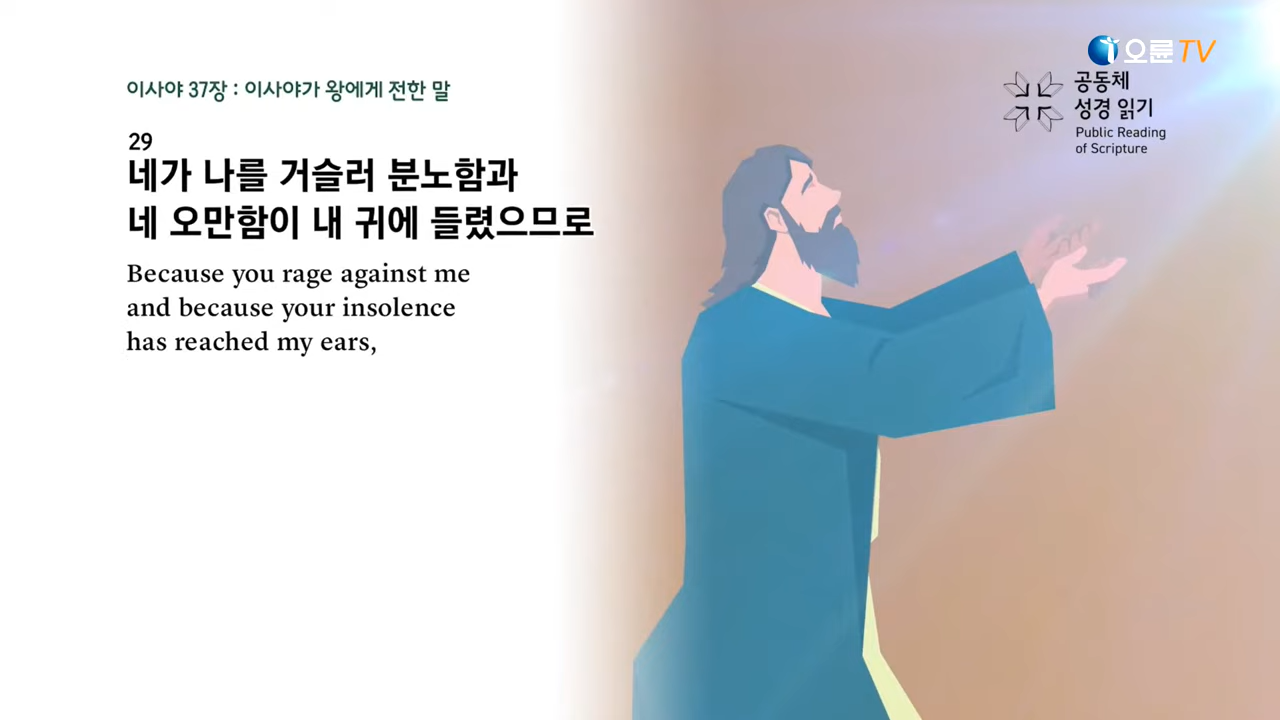 오륜TV
이사야 37장 : 이사야가 왕에게 전한 말
공동체
성경 읽기
Public Reading
of Scripture
29
네가 나를 거슬러 분노함과
네 오만함이 내 귀에 들렸으므로
Because you rage against me
and because your insolence
has reached my ears,